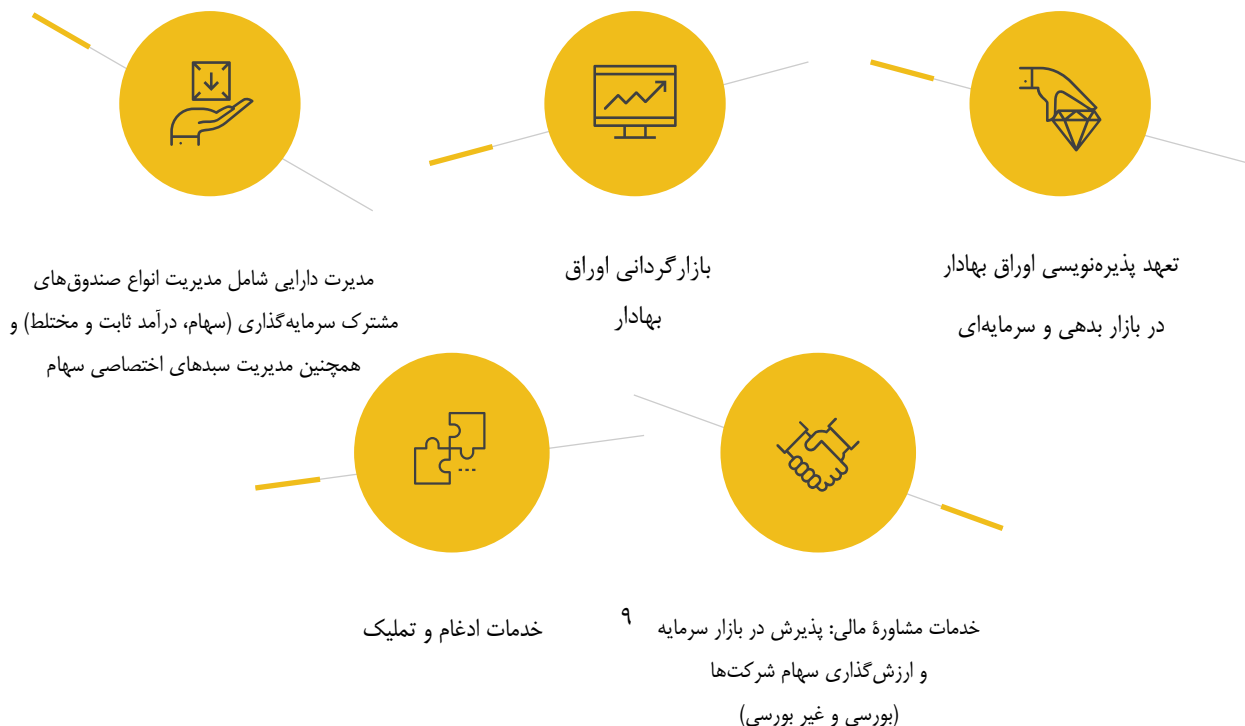 تعهد پذیره‌نویسی اوراق بهادار
در بازار بدهی و سرمایه‌ای
بازارگردانی اوراق
بهادار
مدیرت دارایی شامل مدیریت انواع صندوق‌های
مشترک سرمایه‌گذاری (سهام، درآمد ثابت و مختلط) و
همچنین مدیریت سبدهای اختصاصی سهام
خدمات مشاورهٔ مالی: پذیرش در بازار سرمایه
و ارزش‌گذاری سهام شرکت‌ها
(بورسی و غیر بورسی)
۹
خدمات ادغام و تملیک